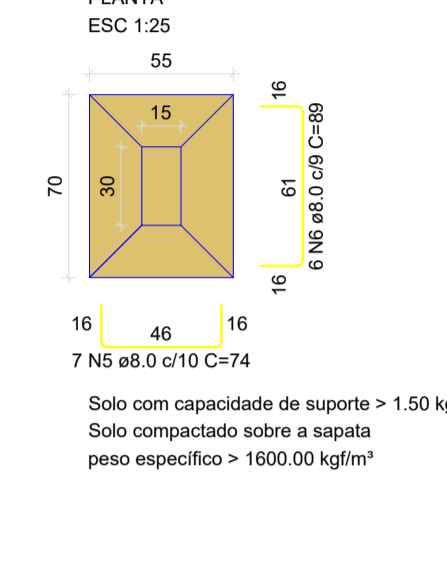 PLANTA
ESC 1:25
55
16
15
70
30
61
6 N6 ø8.0 c/9 C=89
16
16
46
16
7 N5 ø8.0 c/10 C=74
Solo com capacidade de suporte > 1.50
Solo compactado sobre a sapata
peso específico > 1600.00 kgf/m³